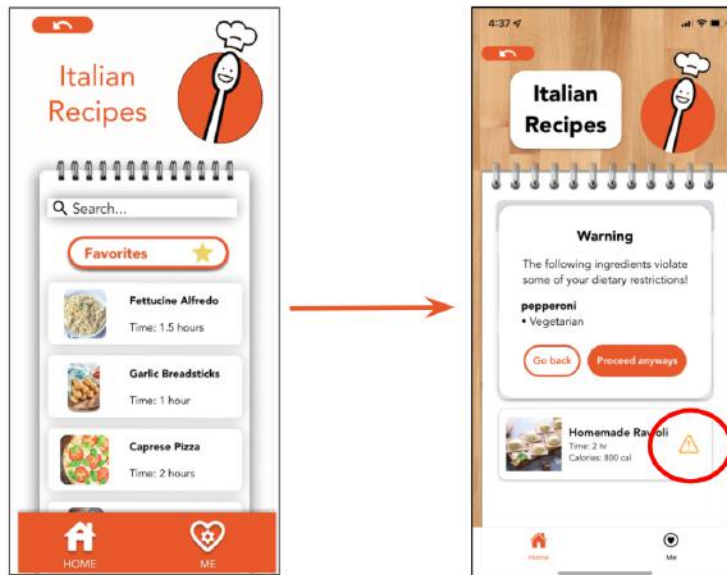 Italian
Recipes
Search...
Favorites
Fettucine Alfredo
Time: 1.5 hours
Garlic Breadsticks
Time: 1 hour
Caprese Pizza
Time: 2 hours
HOME
ME
4:37
Italian
Recipes
Warning
The following ingredients violate
some of your dietary restrictions!
pepperoni
• Vegetarian
Go back
Proceed anyways
Homemade Ravioli
Time: 2 hr
Calories: 800 cal
Home
Me